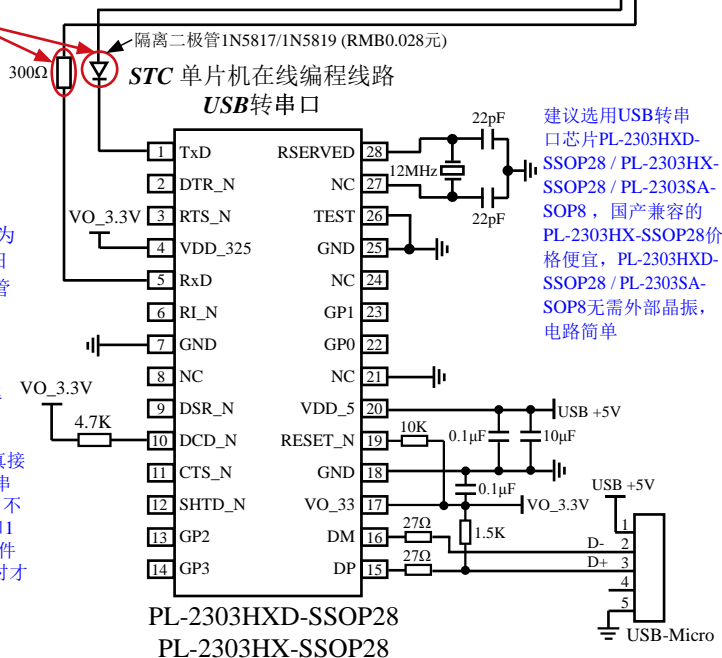 隔离二极管1N5817/1N5819 (RMB0.028元)
300Ω
STC 单片机在线编程线路
USB转串口
22pF
12MHz
22pF
建议选用USB转串
口芯片PL-2303HXD-
SSOP28 / PL-2303HX-
SSOP28 / PL-2303SA-
SOP8 ，国产兼容的
PL-2303HX-SSOP28价
格便宜，PL-2303HXD-
SSOP28 / PL-2303SA-
SOP8无需外部晶振，
电路简单
1 TxD
2 DTR_N
3 RTS_N
4 VDD_325
5 RxD
6 RI_N
7 GND
8 NC
9 DSR_N
10 DCD_N
11 CTS_N
12 SHTD_N
13 GP2
14 GP3
RSERVED 28
NC 27
TEST 26
GND 25
NC 24
GP1 23
GP0 22
NC 21
VDD_5 20
RESET_N 19
GND 18
VO_33 17
DM 16
DP 15
VO_3.3V
为
管
VO_3.3V
4.7K
接
串
不
1
件
才
10K
0.1μF
10μF
USB +5V
0.1μF
VO_3.3V
27Ω
1.5K
27Ω
USB +5V
D-
D+
1
2
3
4
5
USB-Micro
PL-2303HXD-SSOP28
PL-2303HX-SSOP28